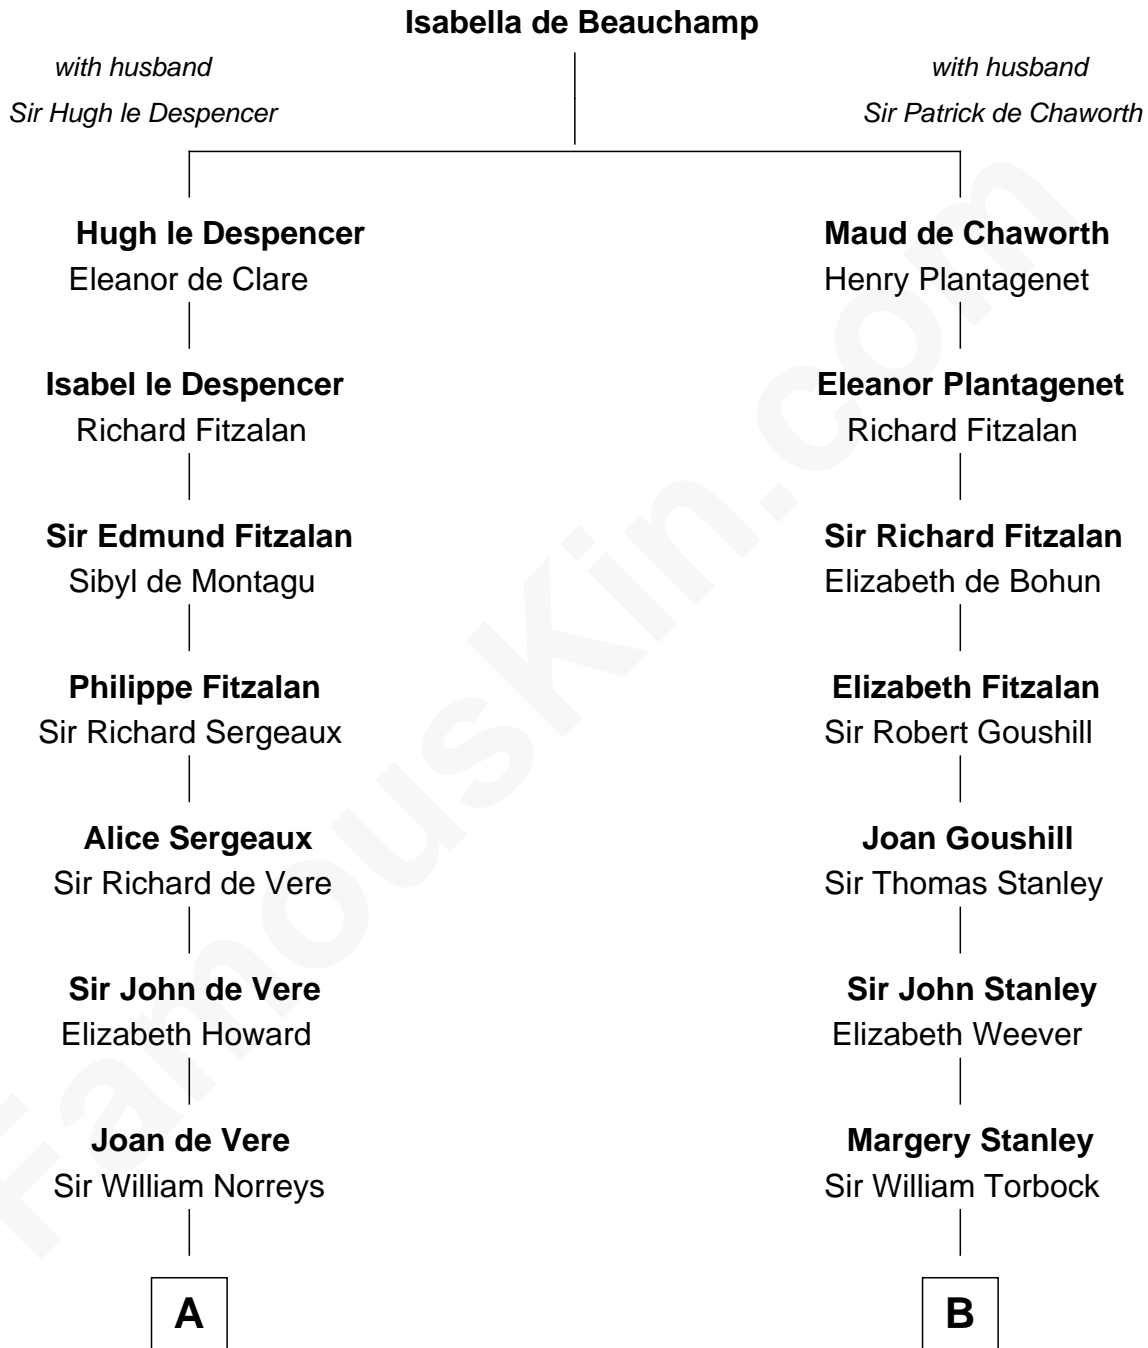 Isabella de Beauchamp
with husband
Sir Hugh le Despencer
with husband
Sir Patrick de Chaworth
Hugh le Despencer
Eleanor de Clare
Isabel le Despencer
Richard Fitzalan
Sir Edmund Fitzalan
Sibyl de Montagu
Philippe Fitzalan
Sir Richard Sergeaux
Alice Sergeaux
Sir Richard de Vere
Sir John de Vere
Elizabeth Howard
Joan de Vere
Sir William Norreys
A
Maud de Chaworth
Henry Plantagenet
Eleanor Plantagenet
Richard Fitzalan
Sir Richard Fitzalan
Elizabeth de Bohun
Elizabeth Fitzalan
Sir Robert Goushill
Joan Goushill
Sir Thomas Stanley
Sir John Stanley
Elizabeth Weever
Margery Stanley
Sir William Torbock
B
FamousKin.com